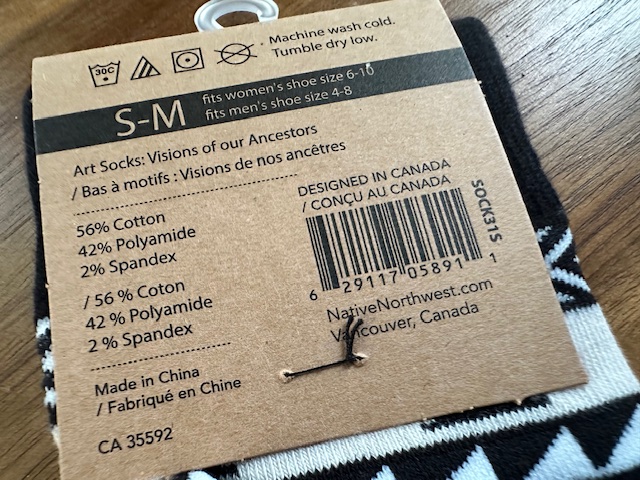 30C
Machine wash cold.
Tumble dry low.
S-M
fits women's shoe size 6-10
fits men's shoe size 4-8
Art Socks: Visions of our Ancestors
/ Bas à motifs : Visions de nos ancêtres
56% Cotton
42% Polyamide
2% Spandex
/ 56 % Coton
42 % Polyamide
2 % Spandex
Made in China
/ Fabriqué en Chine
CA 35592
DESIGNED IN CANADA
/ CONÇU AU CANADA
SOCK31S
6 29117 05891 1
NativeNorthwest.com
Vancouver, Canada